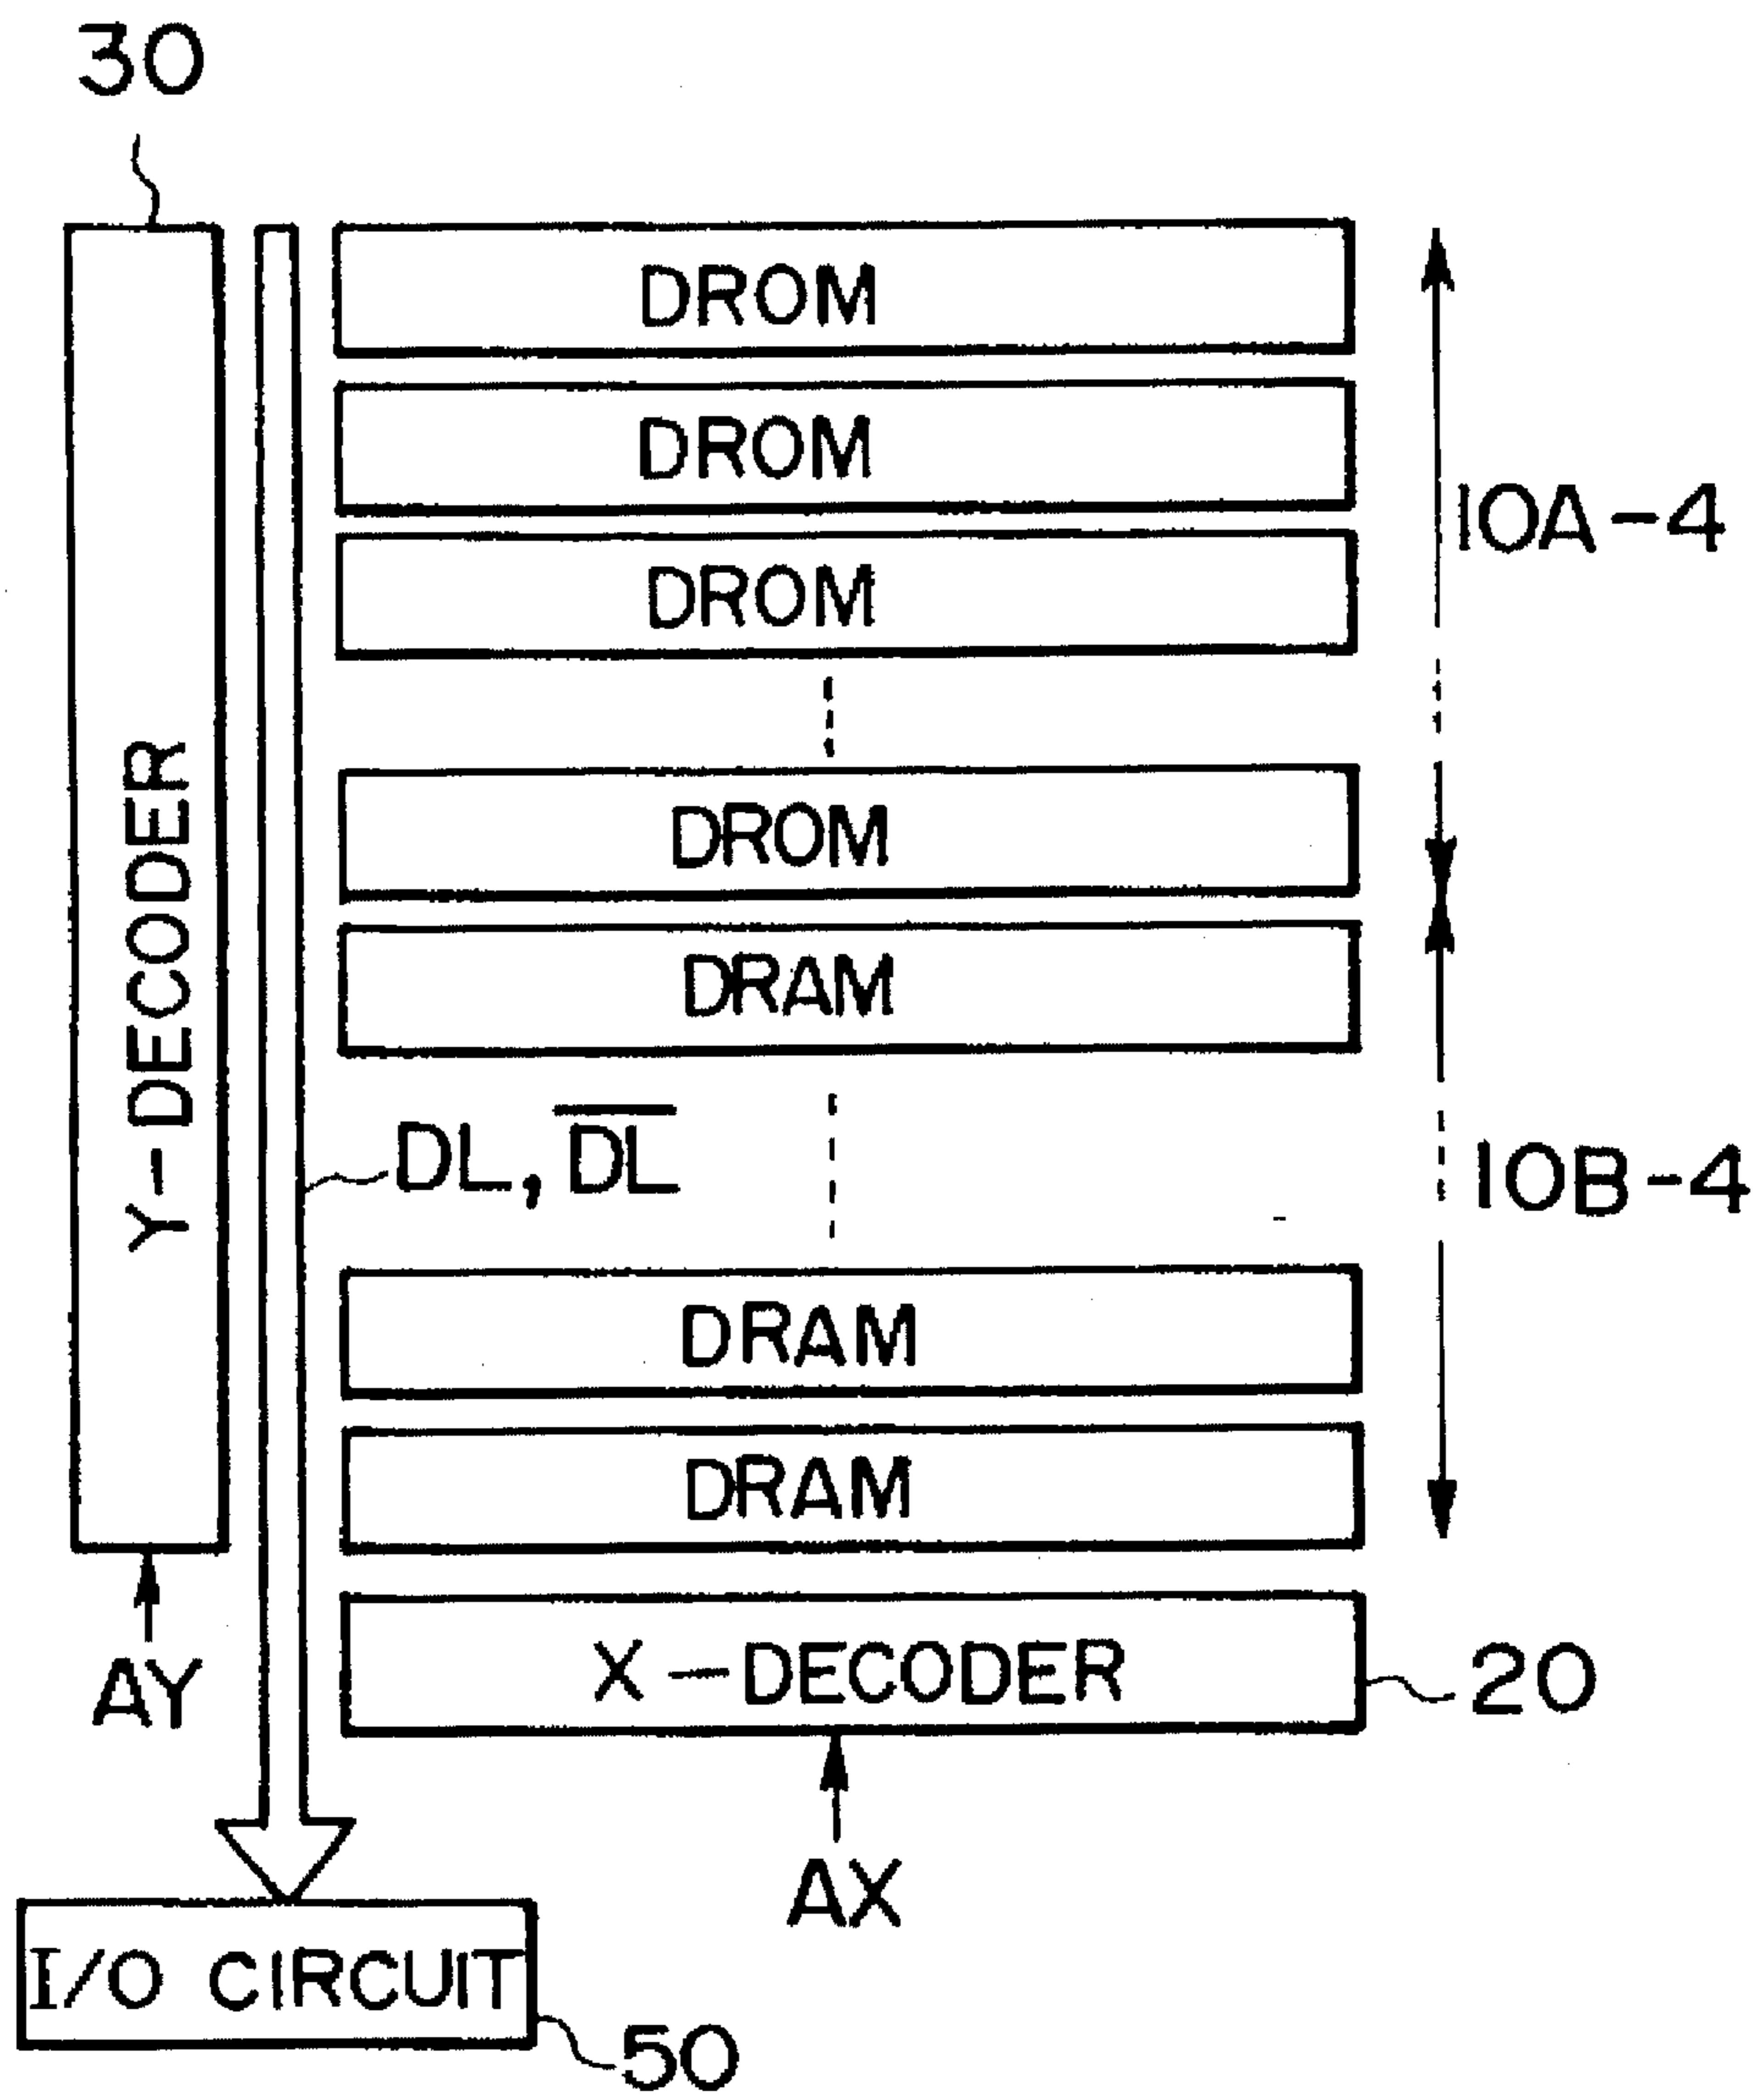 30
DROM
DROM
10A-4
DROM
DROM
Y-DECODER
DRAM
DL, D̅L̅
10B-4
DRAM
DRAM
X-DECODER
20
AY
AX
I/O CIRCUIT
50